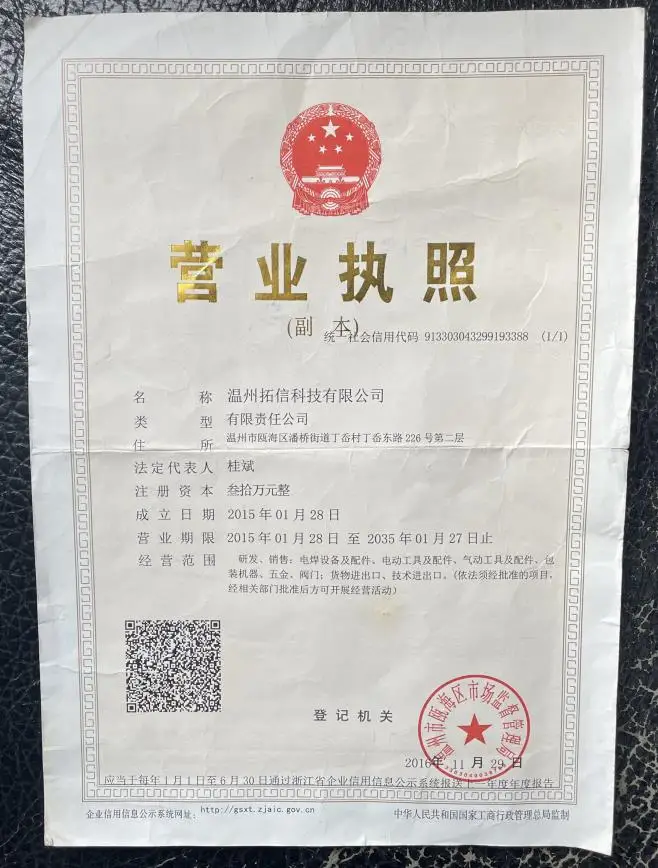 营业执照
(副 本)
统一社会信用代码 913303043299193388 (1/1)
名 称 温州拓信科技有限公司
类 型 有限责任公司
住 所 温州市瓯海区潘桥街道丁岙村丁岙东路226号第二层
法定代表人 桂斌
注册资本 叁拾万元整
成立日期 2015年01月28日
营业期限 2015年01月28日 至 2035年01月27日止
经营范围 研发、销售：电焊设备及配件、电动工具及配件、气动工具及配件、包
装机器、五金、阀门；货物进出口、技术进出口。(依法须经批准的项目，
经相关部门批准后方可开展经营活动)
温州市瓯海区市场监督管理局
登记机关
2016年 11月29日
应当于每年1月1日至6月30日通过浙江省企业信用信息公示系统报送上一年度年度报告
企业信用信息公示系统网址：http://gsxt.zjaic.gov.cn
中华人民共和国国家工商行政管理总局监制